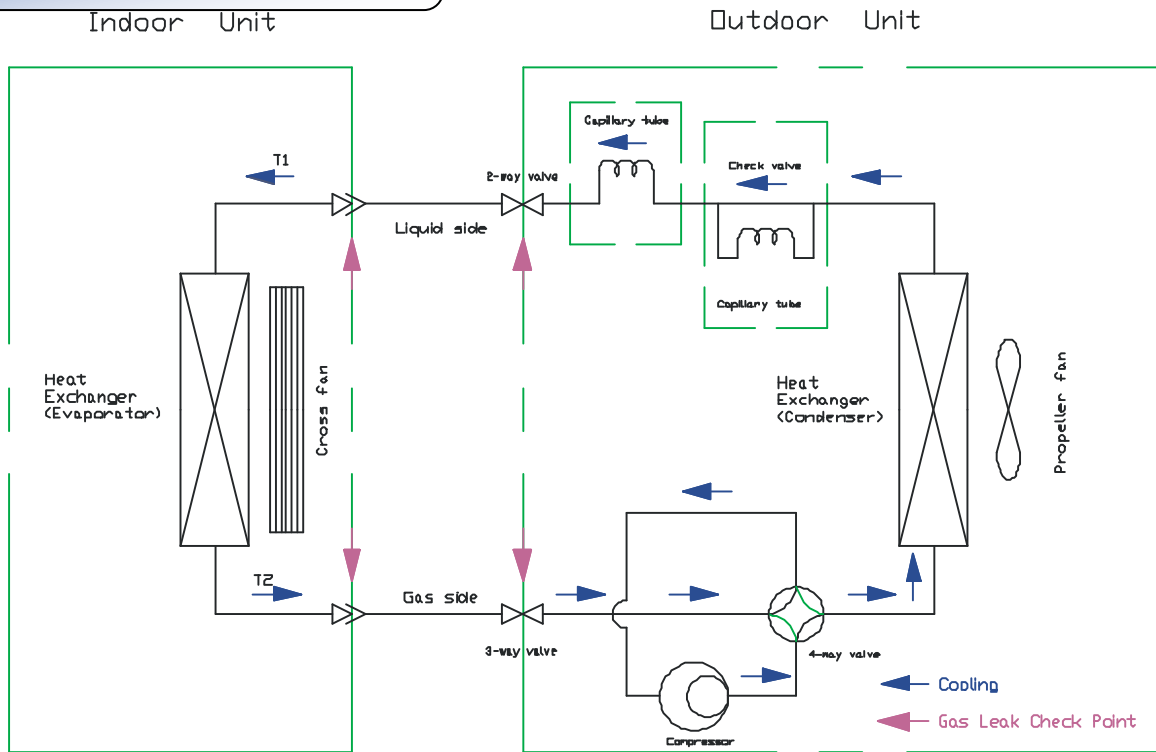 Indoor Unit
Outdoor Unit
Capillary tube
T1
Check valve
2-way valve
Liquid side
Capillary tube
Heat
Exchanger
(Evaporator)
Cross fan
Heat
Exchanger
(Condenser)
Propeller fan
T2
Gas side
3-way valve
4-way valve
Cooling
Gas Leak Check Point
Compressor